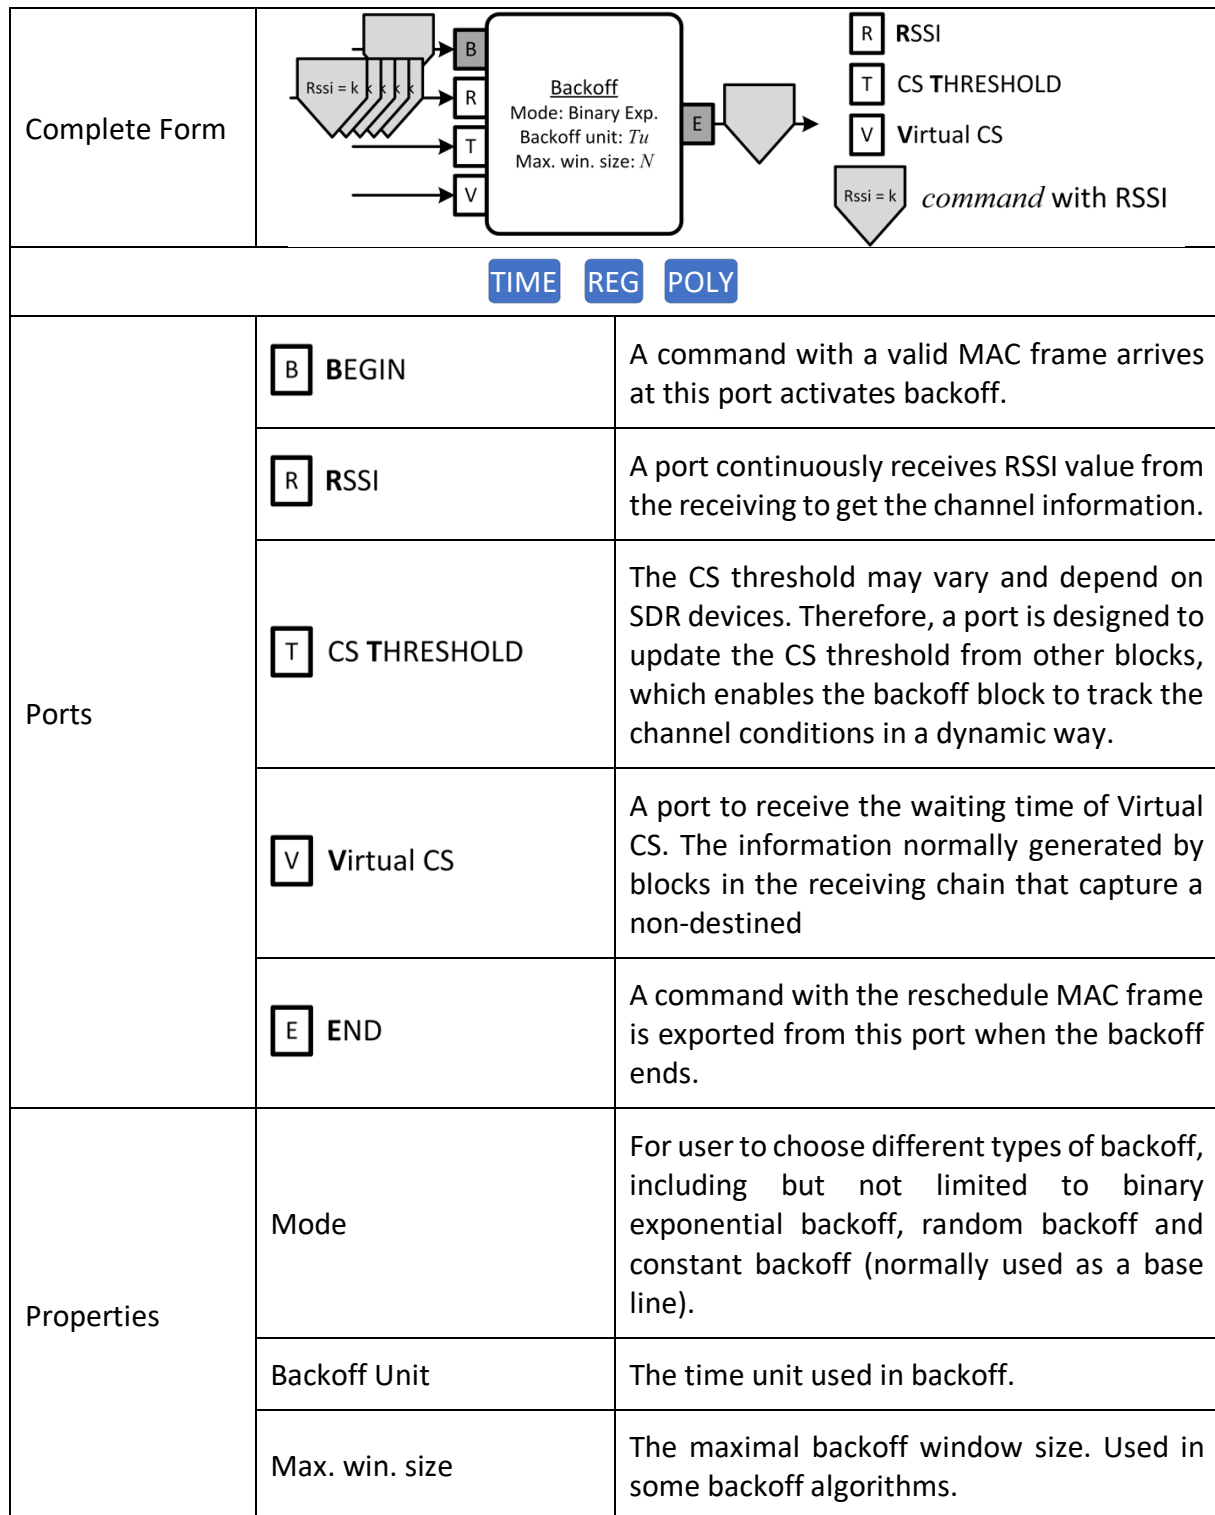 Complete Form
B
R
T
V
Rssi = k
k
k
k
k
Backoff
Mode: Binary Exp.
Backoff unit: Tu
Max. win. size: N
E
R RSSI
T CS THRESHOLD
V Virtual CS
Rssi = k command with RSSI
TIME REG POLY
Ports
B BEGIN
A command with a valid MAC frame arrives
at this port activates backoff.
R RSSI
A port continuously receives RSSI value from
the receiving to get the channel information.
T CS THRESHOLD
The CS threshold may vary and depend on
SDR devices. Therefore, a port is designed to
update the CS threshold from other blocks,
which enables the backoff block to track the
channel conditions in a dynamic way.
V Virtual CS
A port to receive the waiting time of Virtual
CS. The information normally generated by
blocks in the receiving chain that capture a
non-destined
E END
A command with the reschedule MAC frame
is exported from this port when the backoff
ends.
Properties
Mode
For user to choose different types of backoff,
including but not limited to binary
exponential backoff, random backoff and
constant backoff (normally used as a base
line).
Backoff Unit
The time unit used in backoff.
Max. win. size
The maximal backoff window size. Used in
some backoff algorithms.